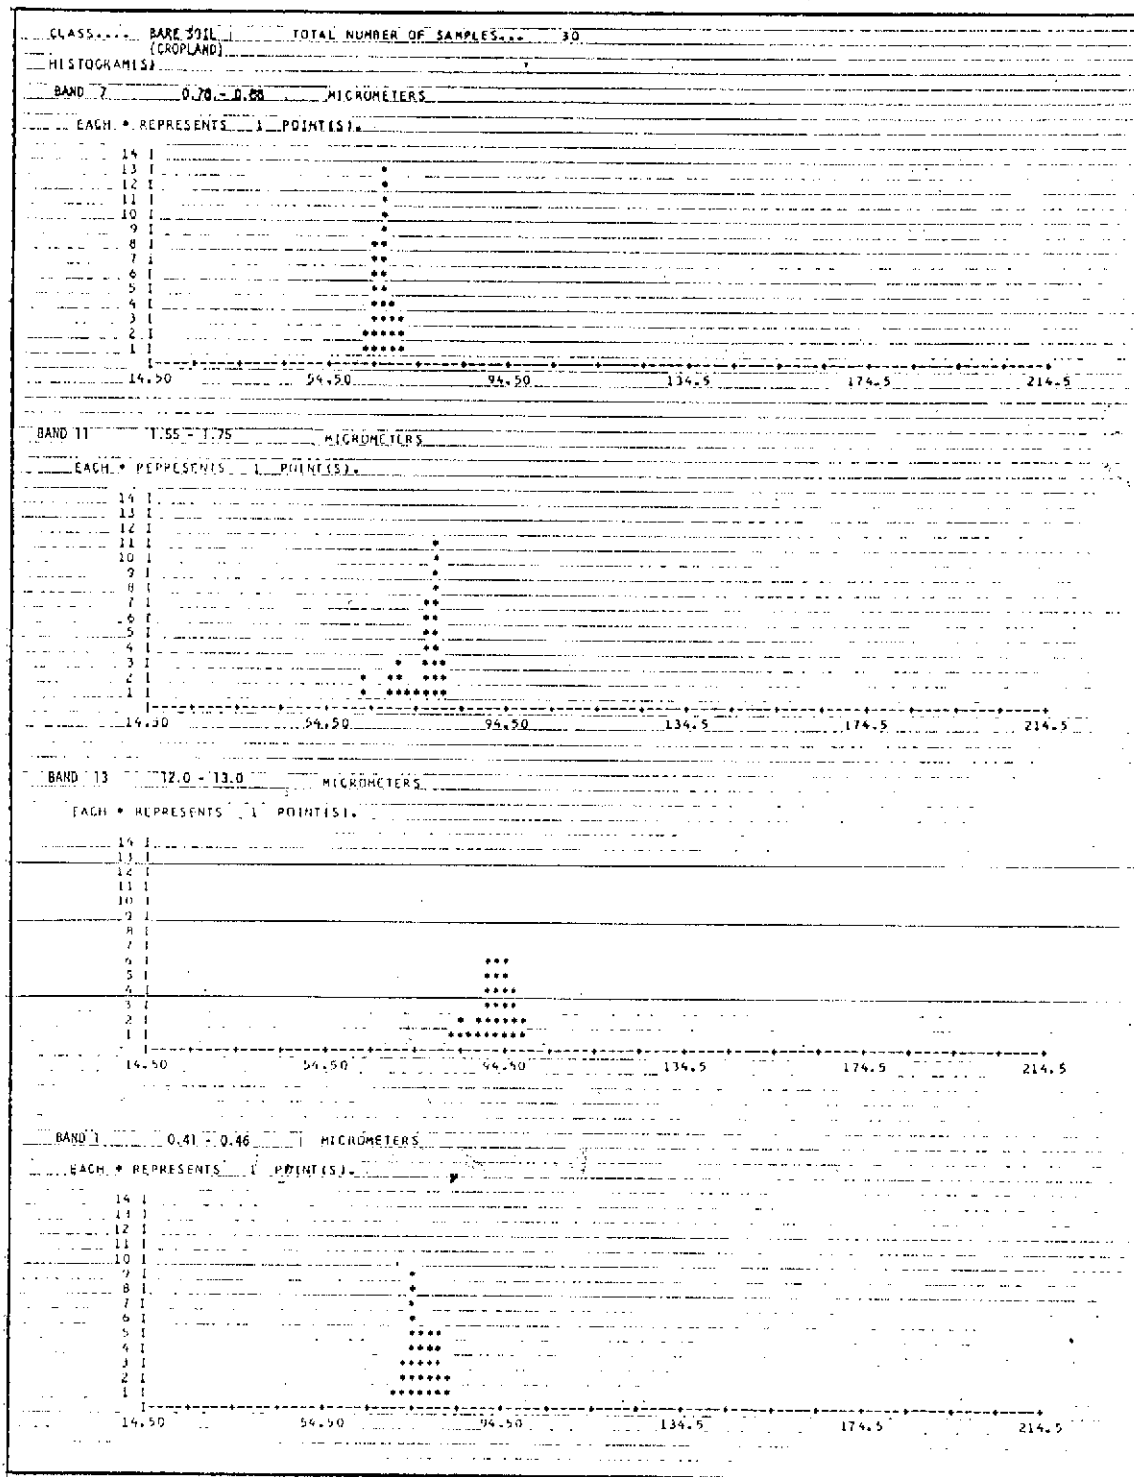 CLASS.... BARE SOIL TOTAL NUMBER OF SAMPLES... 30
(CROPLAND)
HISTOGRAM(S)
BAND 7 0.78 - 0.88 MICROMETERS
EACH * REPRESENTS 1 POINT(S).
14 I
13 I *
12 I *
11 I *
10 I *
9 I *
8 I **
7 I **
6 I **
5 I **
4 I ***
3 I ****
2 I *****
1 I *****
14.50 54.50 94.50 134.5 174.5 214.5
BAND 11 1.55 - 1.75 MICROMETERS
EACH * REPRESENTS 1 POINT(S).
14 I
13 I
12 I
11 I *
10 I *
9 I *
8 I *
7 I **
6 I **
5 I **
4 I **
3 I * ***
2 I * ** ***
1 I * *******
14.50 54.50 94.50 134.5 174.5 214.5
BAND 13 12.0 - 13.0 MICROMETERS
EACH * REPRESENTS 1 POINT(S).
14 I
13 I
12 I
11 I
10 I
9 I
8 I
7 I
6 I ***
5 I ***
4 I ****
3 I ****
2 I * ******
1 I *********
14.50 54.50 94.50 134.5 174.5 214.5
BAND 1 0.41 - 0.46 MICROMETERS
EACH * REPRESENTS 1 POINT(S).
14 I
13 I
12 I
11 I
10 I
9 I *
8 I *
7 I *
6 I *
5 I ****
4 I ****
3 I *****
2 I ******
1 I *******
14.50 54.50 94.50 134.5 174.5 214.5